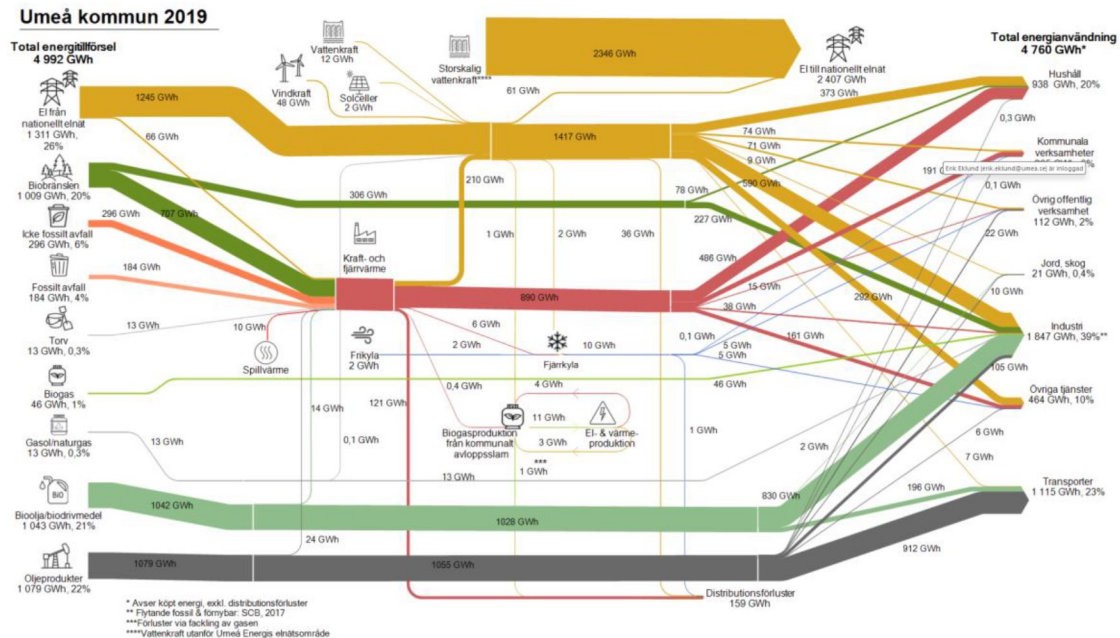 Umeå kommun 2019
Total energitillförsel
4 992 GWh
El från
nationellt elnät
1 311 GWh,
26%
Biobränslen
1 009 GWh, 20%
Icke fossilt avfall
296 GWh, 6%
Fossilt avfall
184 GWh, 4%
Torv
13 GWh, 0,3%
Biogas
46 GWh, 1%
Gasol/naturgas
13 GWh, 0,3%
BiO
Bioolja/biodrivmedel
1 043 GWh, 21%
Oljeprodukter
1 079 GWh, 22%
1245 GWh
66 GWh
296 GWh
707 GWh
184 GWh
13 GWh
10 GWh
Spillvärme
13 GWh
1042 GWh
1079 GWh
24 GWh
14 GWh
0,1 GWh
Vattenkraft
12 GWh
Vindkraft
48 GWh
Solceller
2 GWh
Storskalig
vattenkraft****
2346 GWh
61 GWh
El till nationellt elnät
2 407 GWh
1417 GWh
210 GWh
306 GWh
1 GWh
2 GWh
36 GWh
Kraft- och
fjärrvärme
890 GWh
Frikyla
2 GWh
6 GWh
2 GWh
10 GWh
Fjärrkyla
121 GWh
0,4 GWh
4 GWh
46 GWh
Biogasproduktion
från kommunalt
avloppsslam
11 GWh
3 GWh
El- & värme-
produktion
***
1 GWh
13 GWh
1 GWh
1028 GWh
1055 GWh
Distributionsförluster
159 GWh
373 GWh
74 GWh
71 GWh
9 GWh
590 GWh
78 GWh
227 GWh
486 GWh
191 G
15 GWh
38 GWh
292 GWh
161 GWh
0,1 GWh
5 GWh
5 GWh
0,3 GWh
0,1 GWh
22 GWh
10 GWh
105 GWh
2 GWh
6 GWh
7 GWh
830 GWh
196 GWh
912 GWh
Total energianvändning
4 760 GWh*
Hushåll
938 GWh, 20%
Kommunala
verksamheter
Erik Eklund (erik.eklund@umea.se) är inloggad
Övrig offentlig
verksamhet
112 GWh, 2%
Jord, skog
21 GWh, 0,4%
Industri
1 847 GWh, 39%**
Övriga tjänster
464 GWh, 10%
Transporter
1 115 GWh, 23%
* Avser köpt energi, exkl. distributionsförluster
** Flytande fossil & förnybar: SCB, 2017
***Förluster via fackling av gasen
****Vattenkraft utanför Umeå Energis elnätsområde